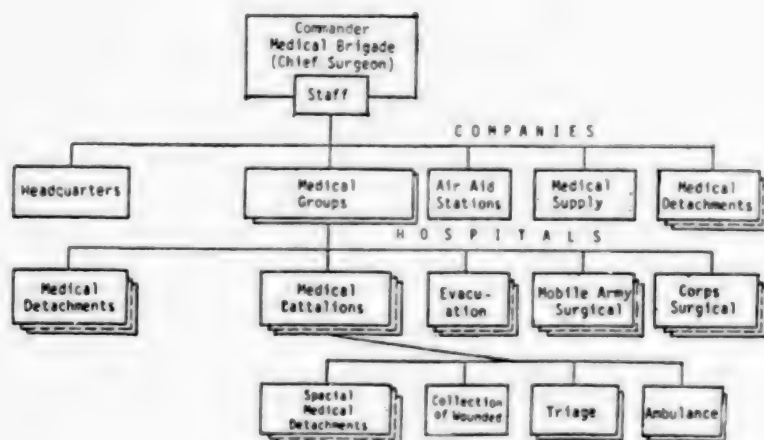 Commander
Medical Brigade
(Chief Surgeon)
Staff
COMPANIES
Headquarters
Medical
Groups
Air Aid
Stations
Medical
Supply
Medical
Detachments
HOSPITALS
Medical
Detachments
Medical
Eattalions
Evacu-
ation
Mobile Army
Surgical
Corps
Surgical
Special
Medical
Detachments
Collection
of Wounded
Triage
Ambulance